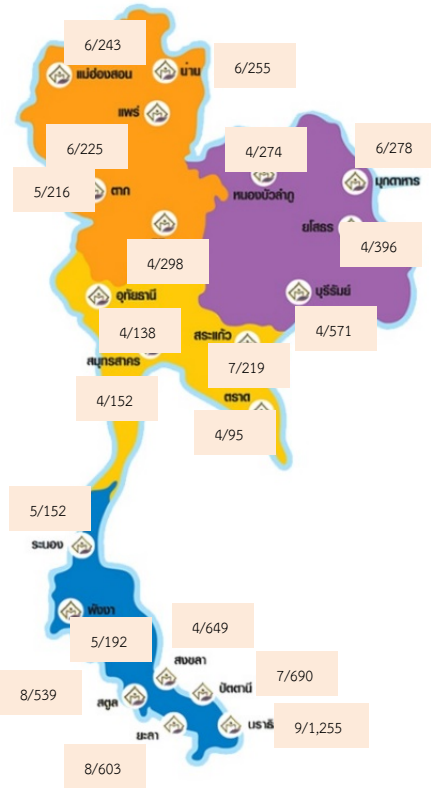 6/243
แม่ฮ่องสอน
น่าน
6/255
แพร่
6/225
4/274
6/278
5/216
ตาก
หนองบัวลำภู
มุกดาหาร
ยโสธร
4/298
4/396
อุทัยธานี
บุรีรัมย์
4/138
สระแก้ว
4/571
สมุทรสาคร
7/219
4/152
ตราด
4/95
5/152
ระนอง
พังงา
4/649
5/192
สงขลา
7/690
8/539
สตูล
ปัตตานี
ยะลา
นราธิ
9/1,255
8/603